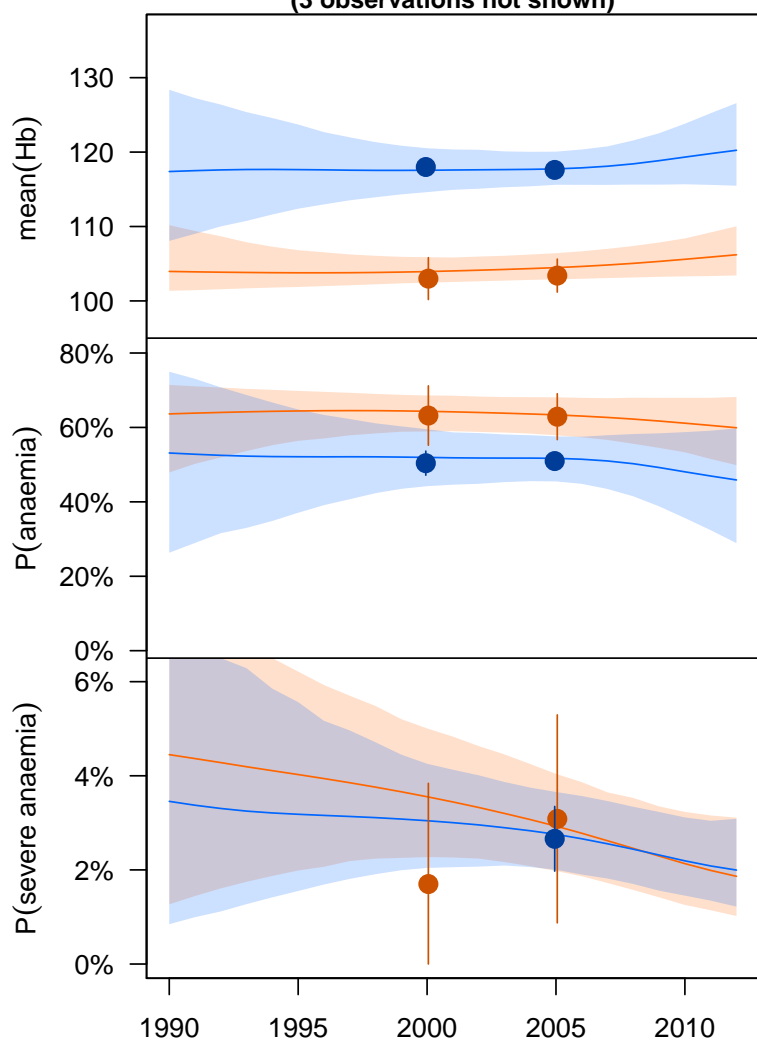 (3 observations not shown)
mean(Hb)
130
120
110
100
P(anaemia)
80%
60%
40%
20%
0%
P(severe anaemia)
6%
4%
2%
0%
1990 1995 2000 2005 2010